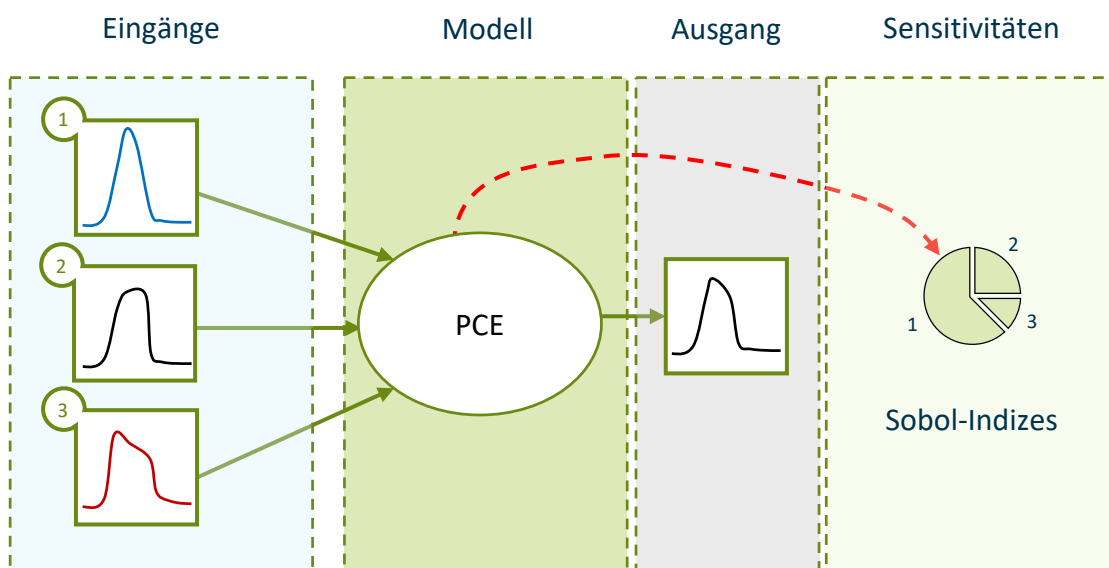 Eingänge
Modell
Ausgang
Sensitivitäten
1
2
3
PCE
2
1
3
Sobol-Indizes